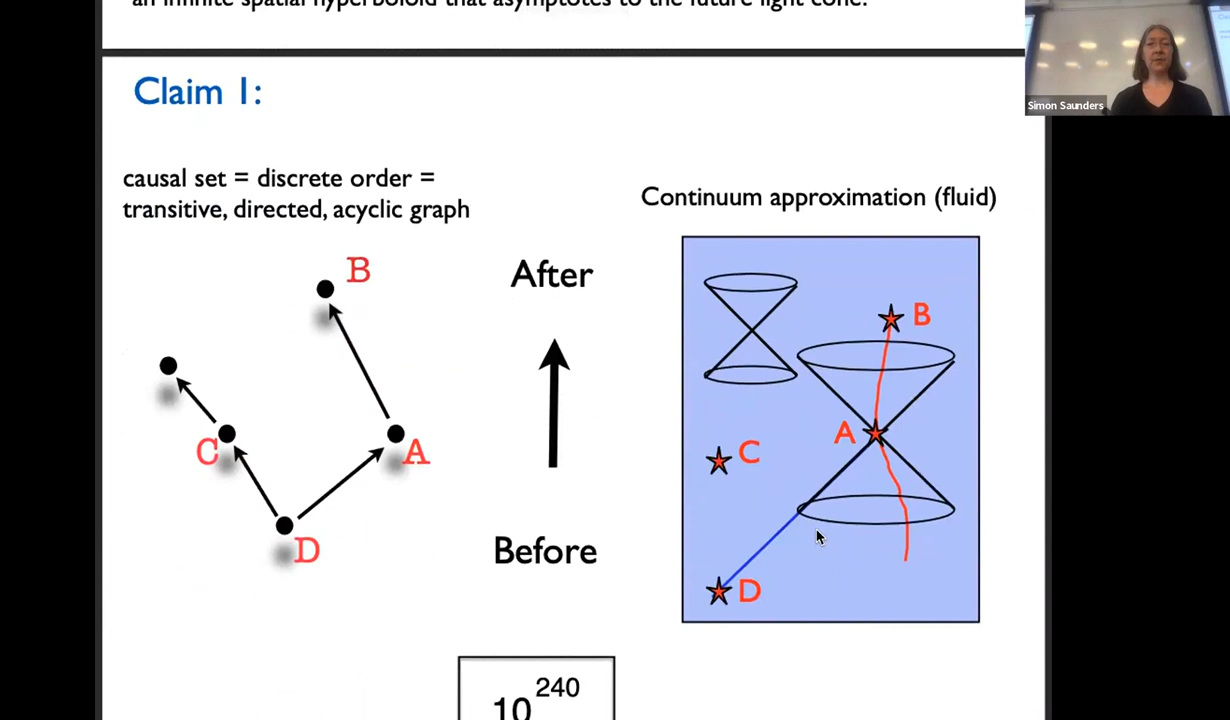 an infinite spatial hyperboloid that asymptotes to the future light cone.
Simon Saunders
Claim 1:
causal set = discrete order =
transitive, directed, acyclic graph
Continuum approximation (fluid)
B
After
B
C
A
A
C
D
Before
D
10^240